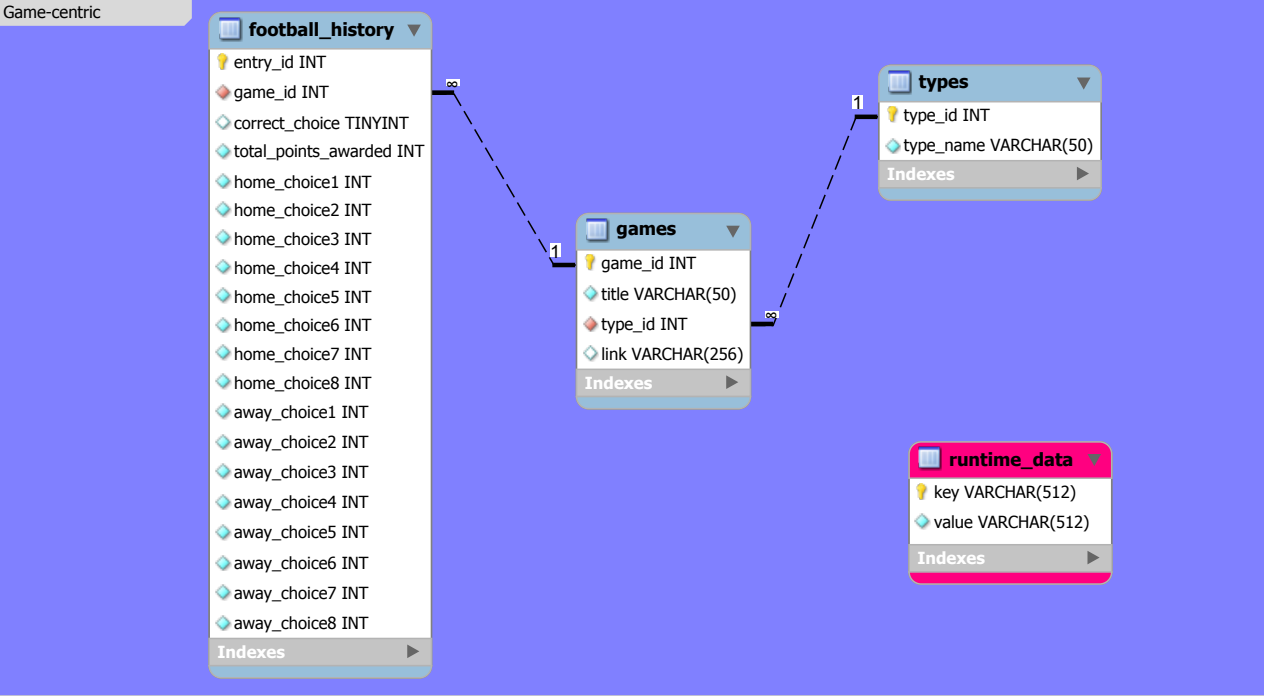 Game-centric
football_history
entry_id INT
game_id INT
correct_choice TINYINT
total_points_awarded INT
home_choice1 INT
home_choice2 INT
home_choice3 INT
home_choice4 INT
home_choice5 INT
home_choice6 INT
home_choice7 INT
home_choice8 INT
away_choice1 INT
away_choice2 INT
away_choice3 INT
away_choice4 INT
away_choice5 INT
away_choice6 INT
away_choice7 INT
away_choice8 INT
Indexes
∞
1
games
game_id INT
title VARCHAR(50)
type_id INT
link VARCHAR(256)
Indexes
∞
1
types
type_id INT
type_name VARCHAR(50)
Indexes
runtime_data
key VARCHAR(512)
value VARCHAR(512)
Indexes